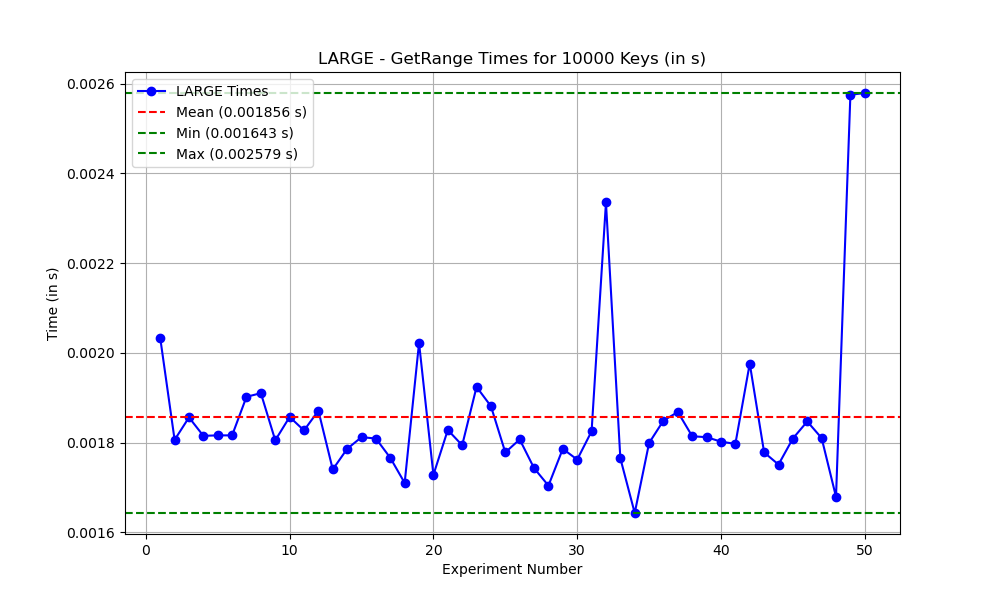 LARGE - GetRange Times for 10000 Keys (in s)
LARGE Times
Mean (0.001856 s)
Min (0.001643 s)
Max (0.002579 s)
Time (in s)
0.0026
0.0024
0.0022
0.0020
0.0018
0.0016
0 10 20 30 40 50
Experiment Number